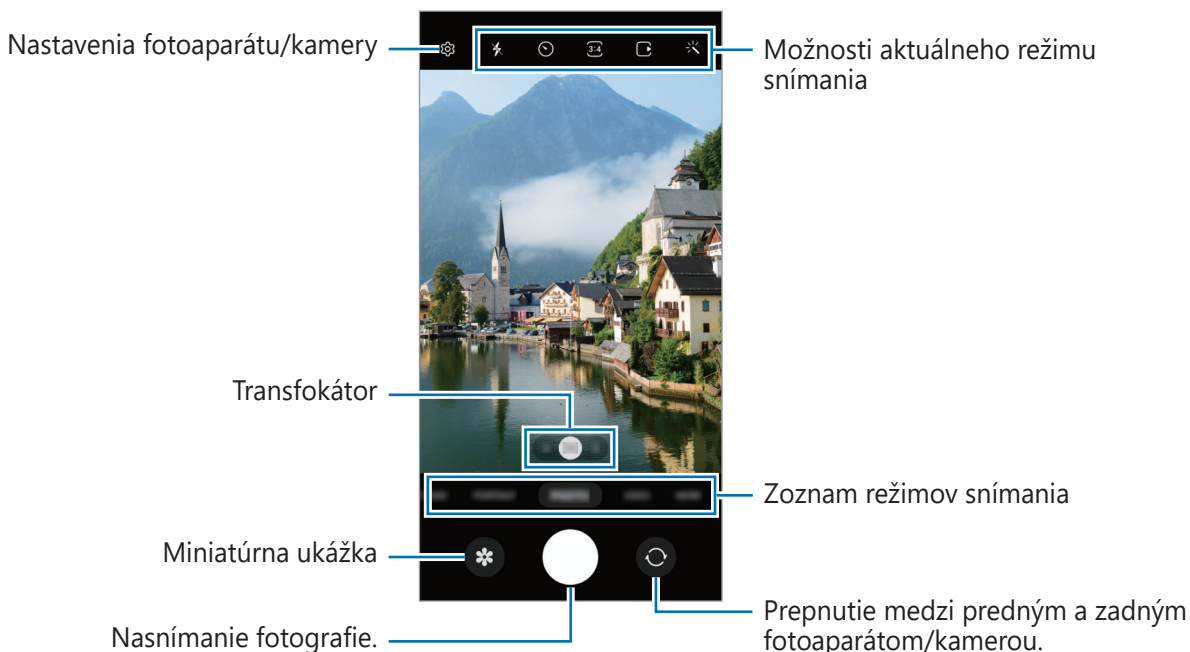 Nastavenia fotoaparátu/kamery
3:4
Možnosti aktuálneho režimu
snímania
Transfokátor
Zoznam režimov snímania
Miniatúrna ukážka
Nasnímanie fotografie.
Prepnutie medzi predným a zadným
fotoaparátom/kamerou.